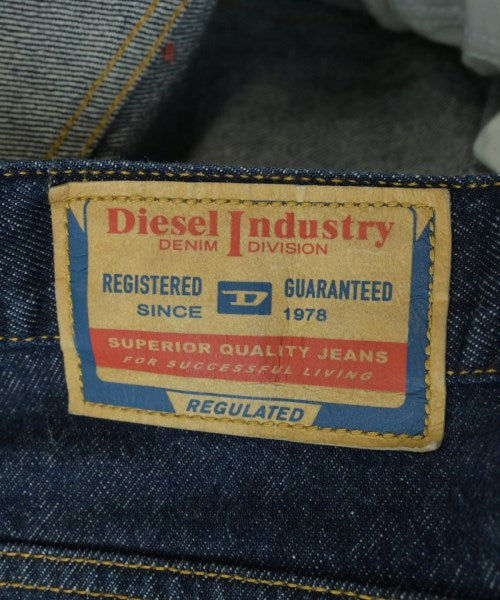 Diesel Industry
DENIM DIVISION
REGISTERED D GUARANTEED
SINCE 1978
SUPERIOR QUALITY JEANS
FOR SUCCESSFUL LIVING
REGULATED